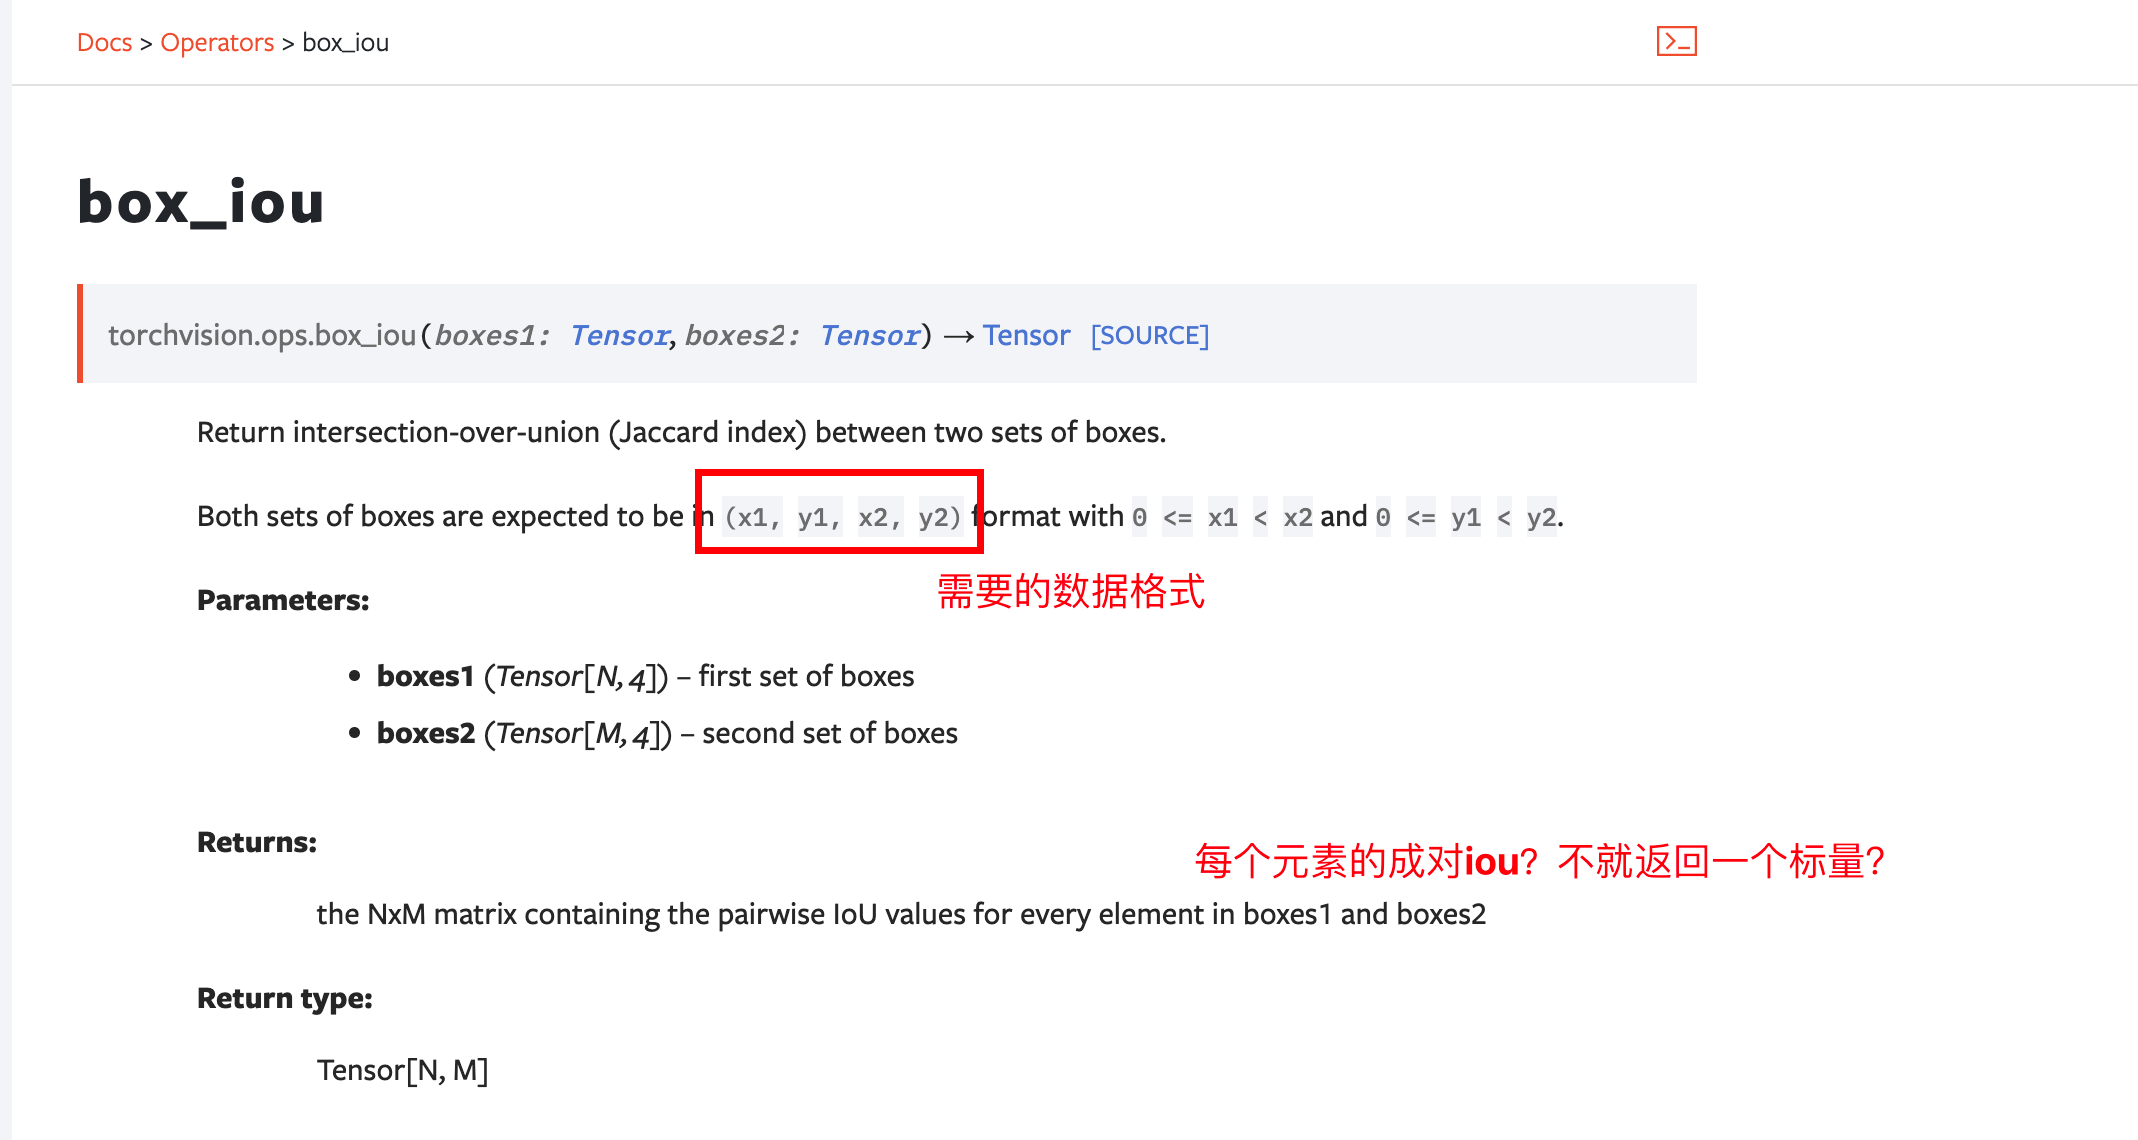 Docs > Operators > box_iou
box_iou
torchvision.ops.box_iou(boxes1: Tensor, boxes2: Tensor) → Tensor [SOURCE]
Return intersection-over-union (Jaccard index) between two sets of boxes.
Both sets of boxes are expected to be in (x1, y1, x2, y2) format with 0 <= x1 < x2 and 0 <= y1 < y2.
需要的数据格式
Parameters:
• boxes1 (Tensor[N, 4]) – first set of boxes
• boxes2 (Tensor[M, 4]) – second set of boxes
Returns:
每个元素的成对iou? 不就返回一个标量?
the NxM matrix containing the pairwise IoU values for every element in boxes1 and boxes2
Return type:
Tensor[N, M]